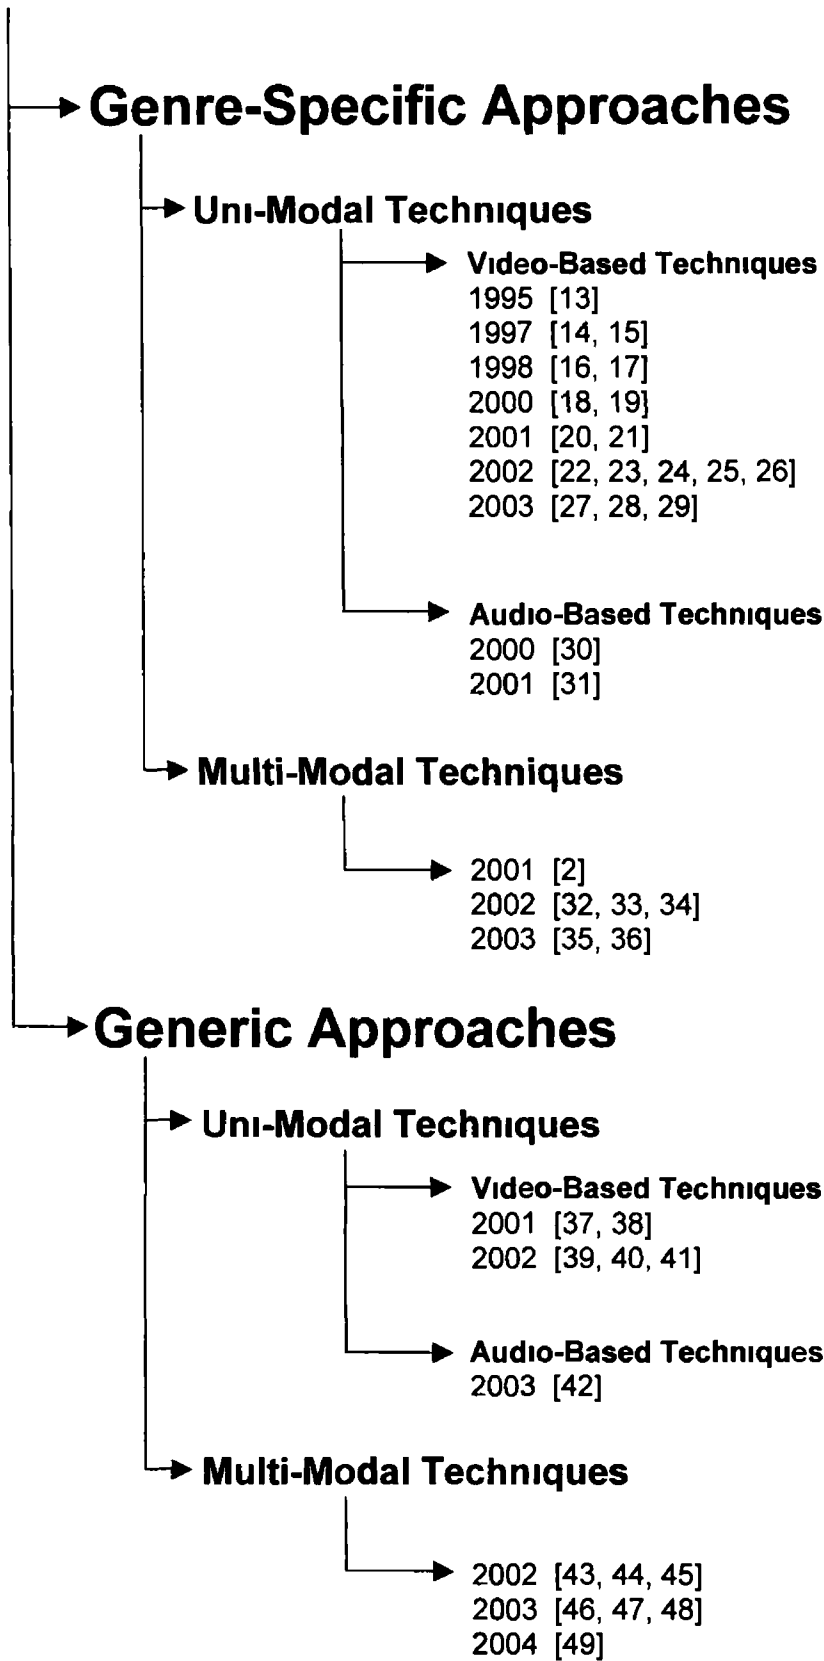 Genre-Specific Approaches
Uni-Modal Techniques
Video-Based Techniques
1995 [13]
1997 [14, 15]
1998 [16, 17]
2000 [18, 19]
2001 [20, 21]
2002 [22, 23, 24, 25, 26]
2003 [27, 28, 29]
Audio-Based Techniques
2000 [30]
2001 [31]
Multi-Modal Techniques
2001 [2]
2002 [32, 33, 34]
2003 [35, 36]
Generic Approaches
Uni-Modal Techniques
Video-Based Techniques
2001 [37, 38]
2002 [39, 40, 41]
Audio-Based Techniques
2003 [42]
Multi-Modal Techniques
2002 [43, 44, 45]
2003 [46, 47, 48]
2004 [49]